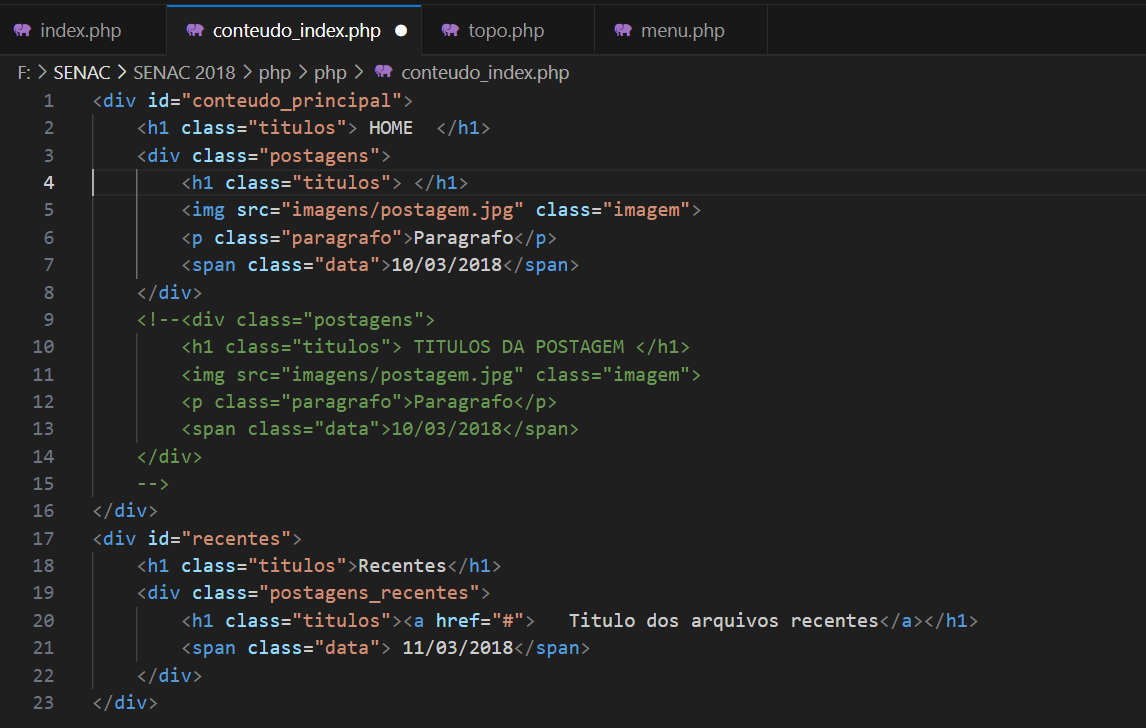 index.php conteudo_index.php topo.php menu.php
F: > SENAC > SENAC 2018 > php > php > conteudo_index.php
1 <div id="conteudo_principal">
2 <h1 class="titulos"> HOME  </h1>
3 <div class="postagens">
4 <h1 class="titulos"> </h1>
5 <img src="imagens/postagem.jpg" class="imagem">
6 <p class="paragrafo">Paragrafo</p>
7 <span class="data">10/03/2018</span>
8 </div>
9 <!--<div class="postagens">
10 <h1 class="titulos"> TITULOS DA POSTAGEM </h1>
11 <img src="imagens/postagem.jpg" class="imagem">
12 <p class="paragrafo">Paragrafo</p>
13 <span class="data">10/03/2018</span>
14 </div>
15 -->
16 </div>
17 <div id="recentes">
18 <h1 class="titulos">Recentes</h1>
19 <div class="postagens_recentes">
20 <h1 class="titulos"><a href="#">   Titulo dos arquivos recentes</a></h1>
21 <span class="data"> 11/03/2018</span>
22 </div>
23 </div>